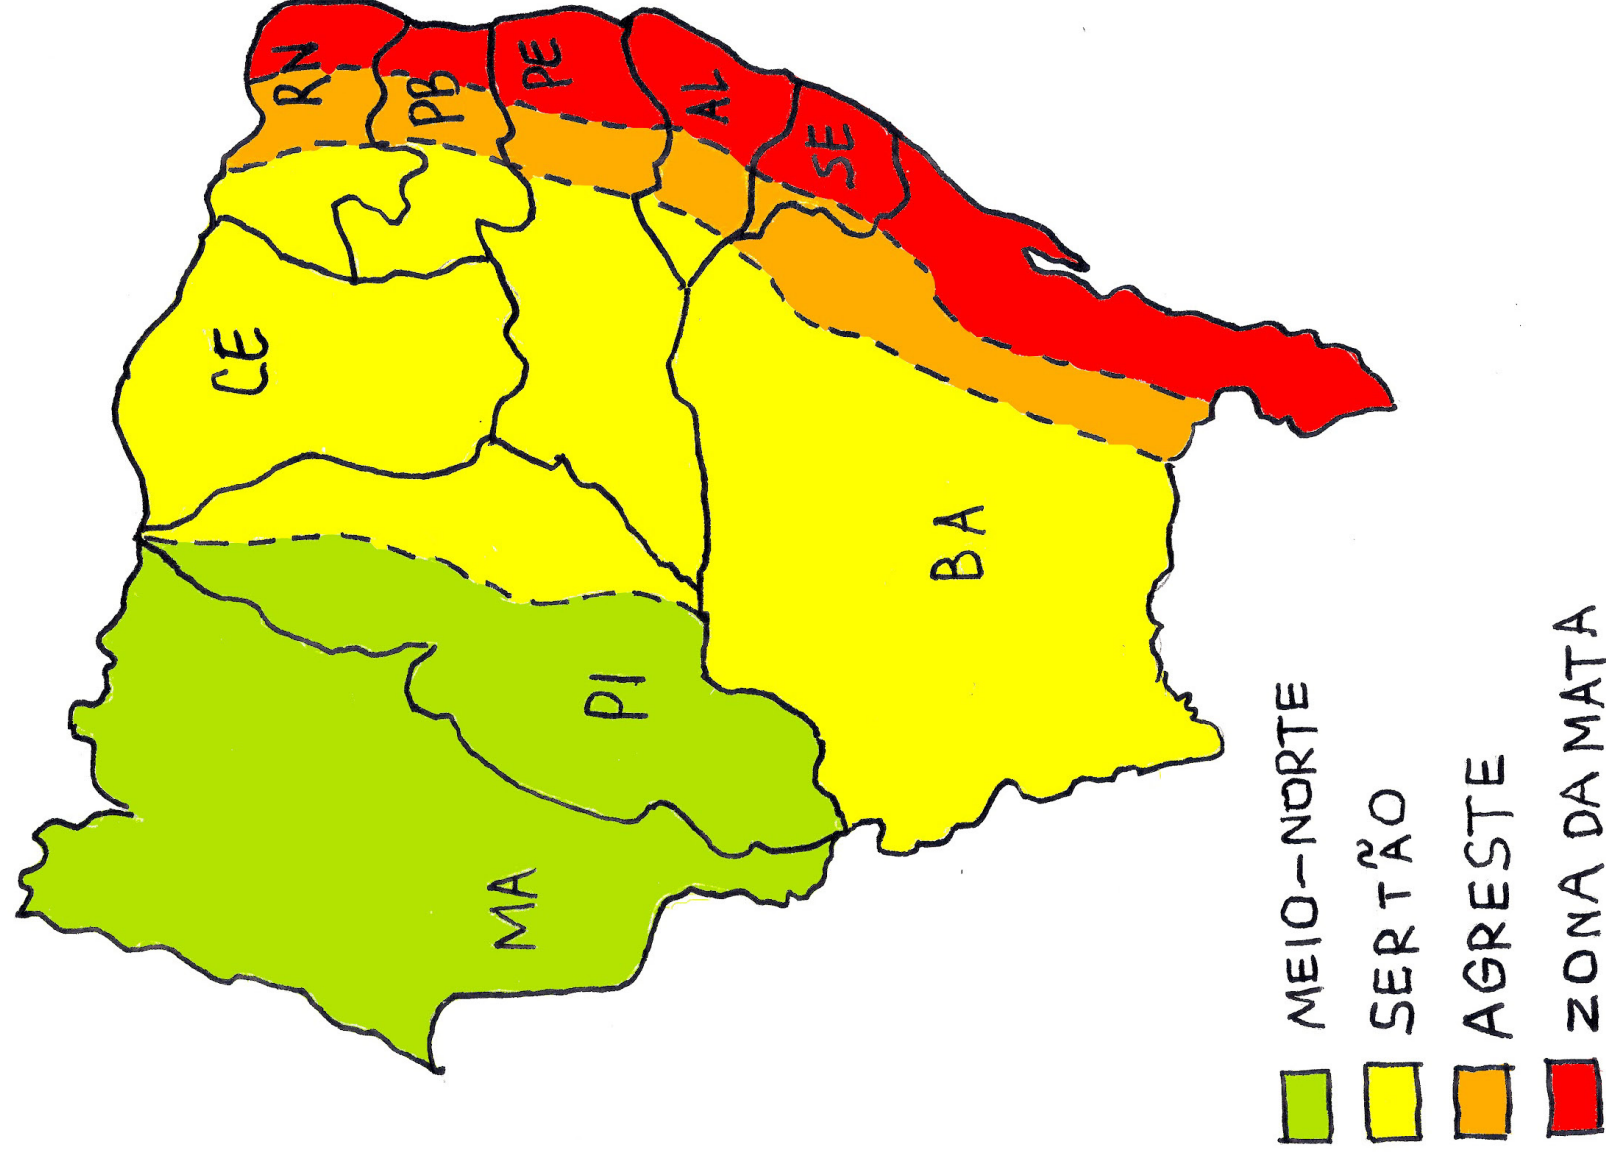 MA
PI
CE
RN
PB
PE
AL
SE
BA
MEIO-NORTE
SERTÃO
AGRESTE
ZONA DA MATA